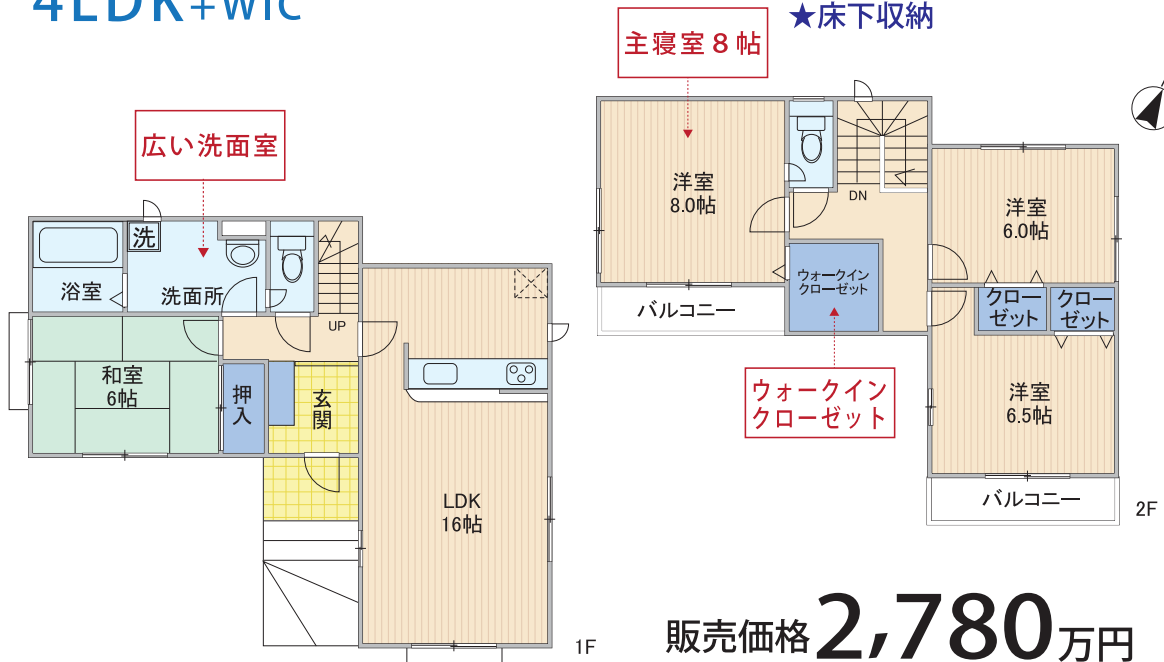 4LDK+WIC
★床下収納
主寝室8帖
広い洗面室
洋室
8.0帖
DN
洋室
6.0帖
ウォークイン
クローゼット
クロー
ゼット
クロー
ゼット
バルコニー
ウォークイン
クローゼット
洋室
6.5帖
バルコニー
2F
洗
浴室
洗面所
UP
和室
6帖
押入
玄関
LDK
16帖
1F
販売価格2,780万円